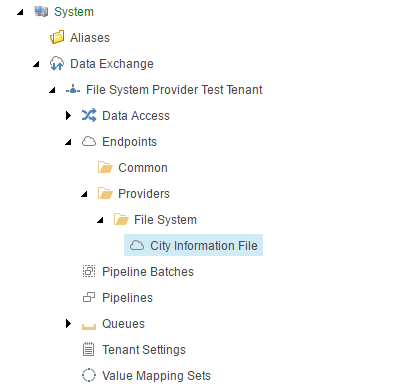 System
Aliases
Data Exchange
File System Provider Test Tenant
Data Access
Endpoints
Common
Providers
File System
City Information File
Pipeline Batches
Pipelines
Queues
Tenant Settings
Value Mapping Sets